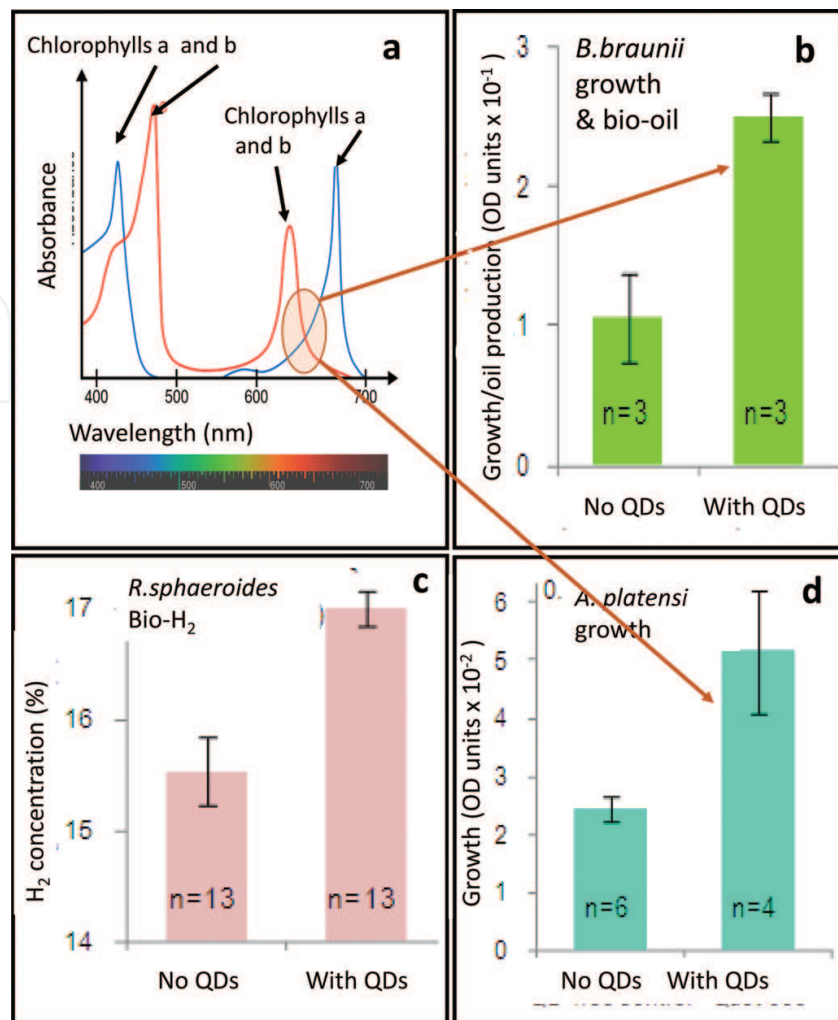 a
Chlorophylls a and b
Chlorophylls a
and b
Absorbance
400 500 600 700
Wavelength (nm)
400 500 600 700
b
B.braunii
growth
& bio-oil
Growth/oil production (OD units x 10-1)
3
2
1
0
n=3 n=3
No QDs With QDs
c
R.sphaeroides
Bio-H2
H2 concentration (%)
17
16
15
14
n=13 n=13
No QDs With QDs
d
0.
A. platensi
growth
Growth (OD units x 10-2)
6
5
4
3
2
1
0
n=6 n=4
No QDs With QDs